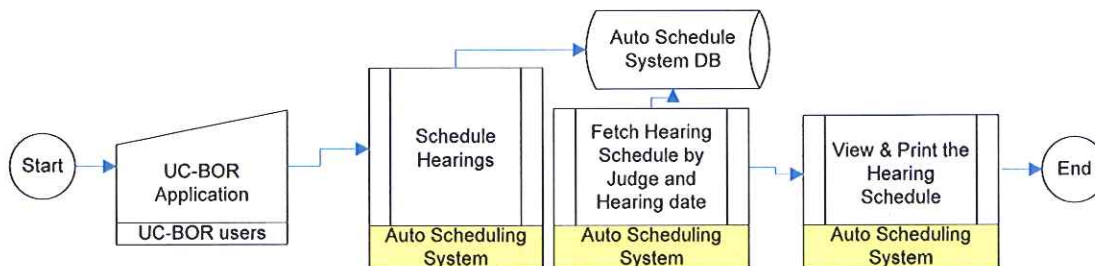 Start
UC-BOR
Application
UC-BOR users
Schedule
Hearings
Auto Scheduling
System
Auto Schedule
System DB
Fetch Hearing
Schedule by
Judge and
Hearing date
Auto Scheduling
System
View & Print the
Hearing
Schedule
Auto Scheduling
System
End